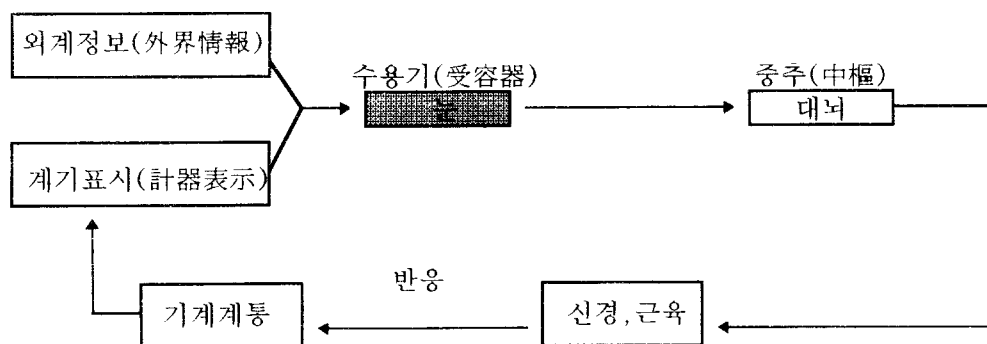 외계정보(外界情報)
수용기(受容器)
중추(中樞)
눈
대뇌
계기표시(計器表示)
반응
기계계통
신경,근육